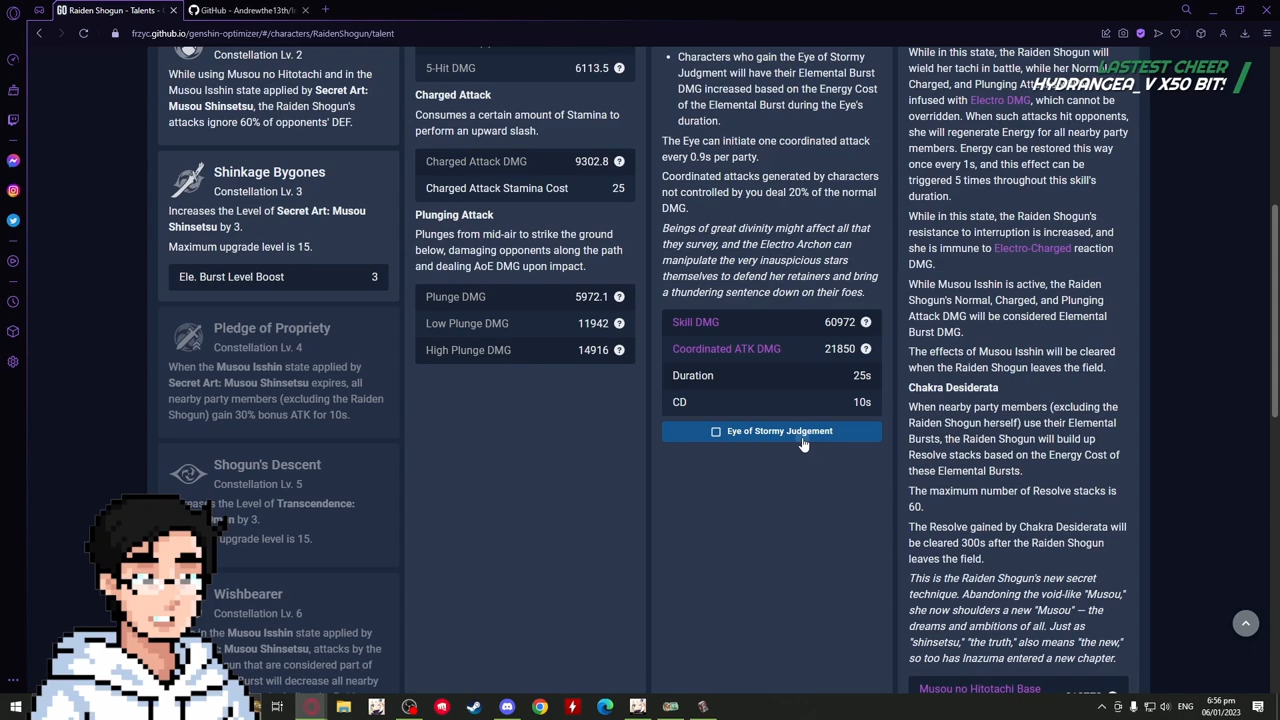 Raiden Shogun - Talents -
GitHub - Andrewthe13th/I
frzyc.github.io/genshin-optimizer/#/characters/RaidenShogun/talent
LASTEST CHEER
HYDRANGEA_V X50 BIT!
Constellation Lv. 2
While using Musou no Hitotachi and in the
Musou Isshin state applied by Secret Art:
Musou Shinsetsu, the Raiden Shogun's
attacks ignore 60% of opponents' DEF.
Shinkage Bygones
Constellation Lv. 3
Increases the Level of Secret Art: Musou
Shinsetsu by 3.
Maximum upgrade level is 15.
Ele. Burst Level Boost 3
Pledge of Propriety
Constellation Lv. 4
When the Musou Isshin state applied by
Secret Art: Musou Shinsetsu expires, all
nearby party members (excluding the Raiden
Shogun) gain 30% bonus ATK for 10s.
Shogun's Descent
Constellation Lv. 5
the Level of Transcendence:
by 3.
upgrade level is 15.
Wishbearer
Constellation Lv. 6
in the Musou Isshin state applied by
Musou Shinsetsu, attacks by the
that are considered part of
will decrease all nearby
5-Hit DMG 6113.5
Charged Attack
Consumes a certain amount of Stamina to
perform an upward slash.
Charged Attack DMG 9302.8
Charged Attack Stamina Cost 25
Plunging Attack
Plunges from mid-air to strike the ground
below, damaging opponents along the path
and dealing AoE DMG upon impact.
Plunge DMG 5972.1
Low Plunge DMG 11942
High Plunge DMG 14916
• Characters who gain the Eye of Stormy
Judgment will have their Elemental Burst
DMG increased based on the Energy Cost
of the Elemental Burst during the Eye's
duration.
The Eye can initiate one coordinated attack
every 0.9s per party.
Coordinated attacks generated by characters
not controlled by you deal 20% of the normal
DMG.
Beings of great divinity might affect all that
they survey, and the Electro Archon can
manipulate the very inauspicious stars
themselves to defend her retainers and bring
a thundering sentence down on their foes.
Skill DMG 60972
Coordinated ATK DMG 21850
Duration 25s
CD 10s
Eye of Stormy Judgement
While in this state, the Raiden Shogun will
wield her tachi in battle, while her Normal,
Charged, and Plunging
infused with Electro DMG, which cannot be
overridden. When such attacks hit opponents,
she will regenerate Energy for all nearby party
members. Energy can be restored this way
once every 1s, and this effect can be
triggered 5 times throughout this skill's
duration.
While in this state, the Raiden Shogun's
resistance to interruption is increased, and
she is immune to Electro-Charged reaction
DMG.
While Musou Isshin is active, the Raiden
Shogun's Normal, Charged, and Plunging
Attack DMG will be considered Elemental
Burst DMG.
The effects of Musou Isshin will be cleared
when the Raiden Shogun leaves the field.
Chakra Desiderata
When nearby party members (excluding the
Raiden Shogun herself) use their Elemental
Bursts, the Raiden Shogun will build up
Resolve stacks based on the Energy Cost of
these Elemental Bursts.
The maximum number of Resolve stacks is
60.
The Resolve gained by Chakra Desiderata will
be cleared 300s after the Raiden Shogun
leaves the field.
This is the Raiden Shogun's new secret
technique. Abandoning the void-like "Musou,"
she now shoulders a new "Musou" — the
dreams and ambitions of all. Just as
"shinsetsu," "the truth," also means "the new,"
so too has Inazuma entered a new chapter.
Musou no Hitotachi Base
ENG
6:56 pm
06/01/2023